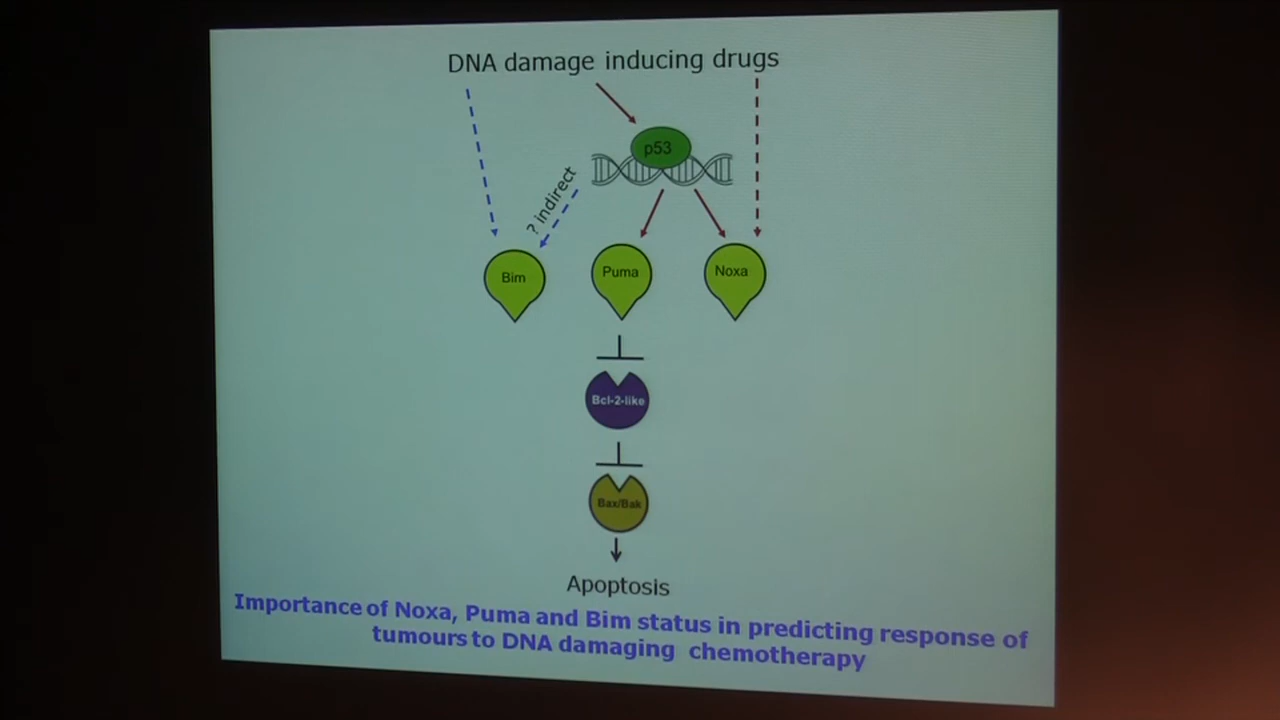 DNA damage inducing drugs
p53
? indirect
Bim
Puma
Noxa
Bcl-2-like
Bax/Bak
Apoptosis
Importance of Noxa, Puma and Bim status in predicting response of
tumours to DNA damaging chemotherapy